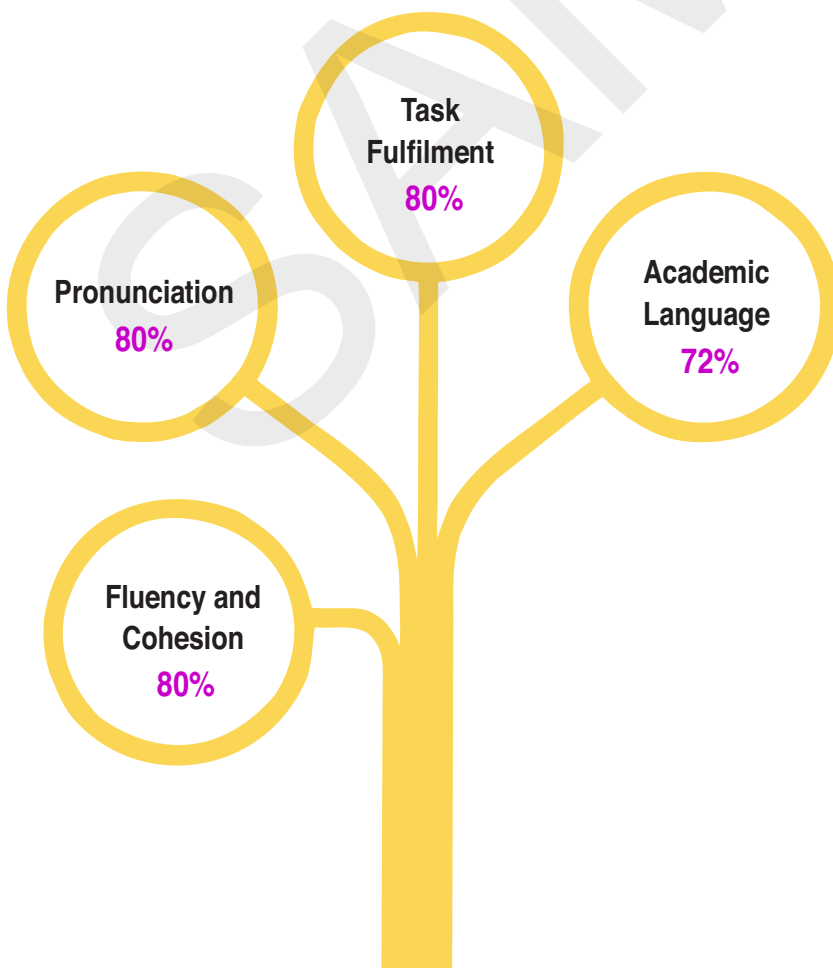 Task
Fulfilment
80%
Pronunciation
80%
Academic
Language
72%
Fluency and
Cohesion
80%